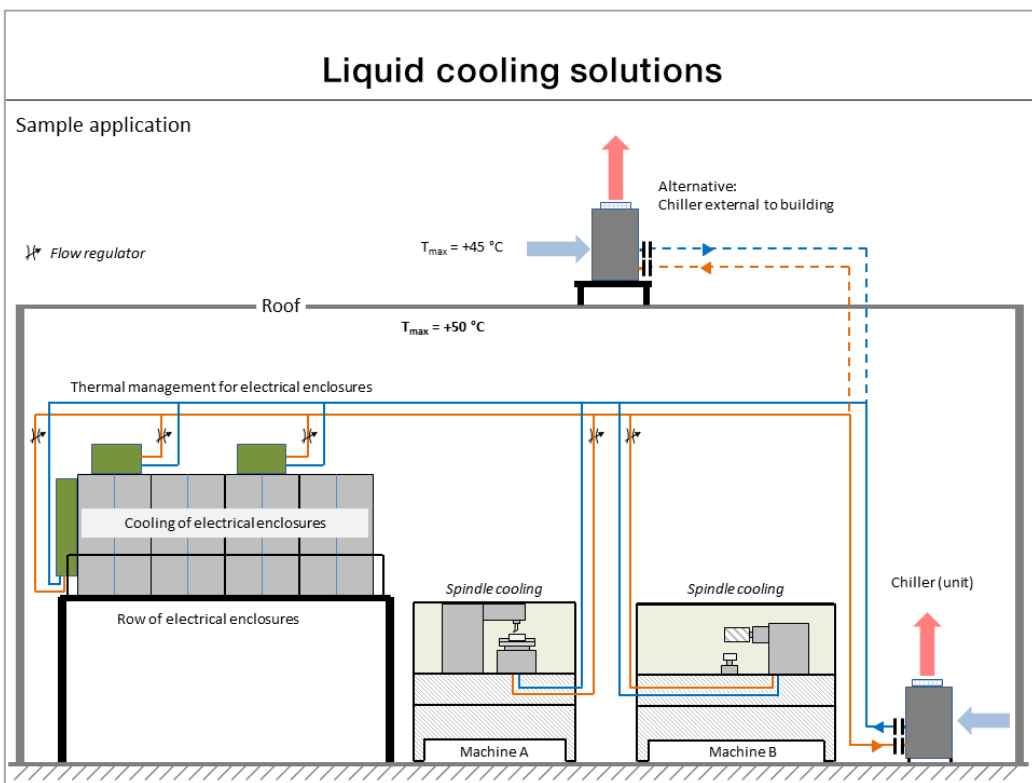 Liquid cooling solutions
Sample application
Alternative:
Chiller external to building
Flow regulator
Tmax = +45 °C
Roof
Tmax = +50 °C
Thermal management for electrical enclosures
Cooling of electrical enclosures
Spindle cooling
Spindle cooling
Chiller (unit)
Row of electrical enclosures
Machine A
Machine B